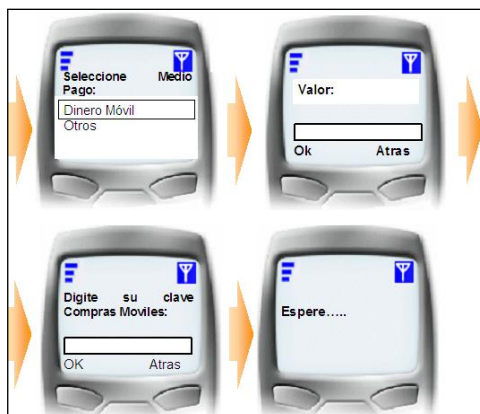 Seleccione Medio
Pago:
Dinero Móvil
Otros
Valor:
Ok Atras
Digite su clave
Compras Moviles:
OK Atras
Espere.....